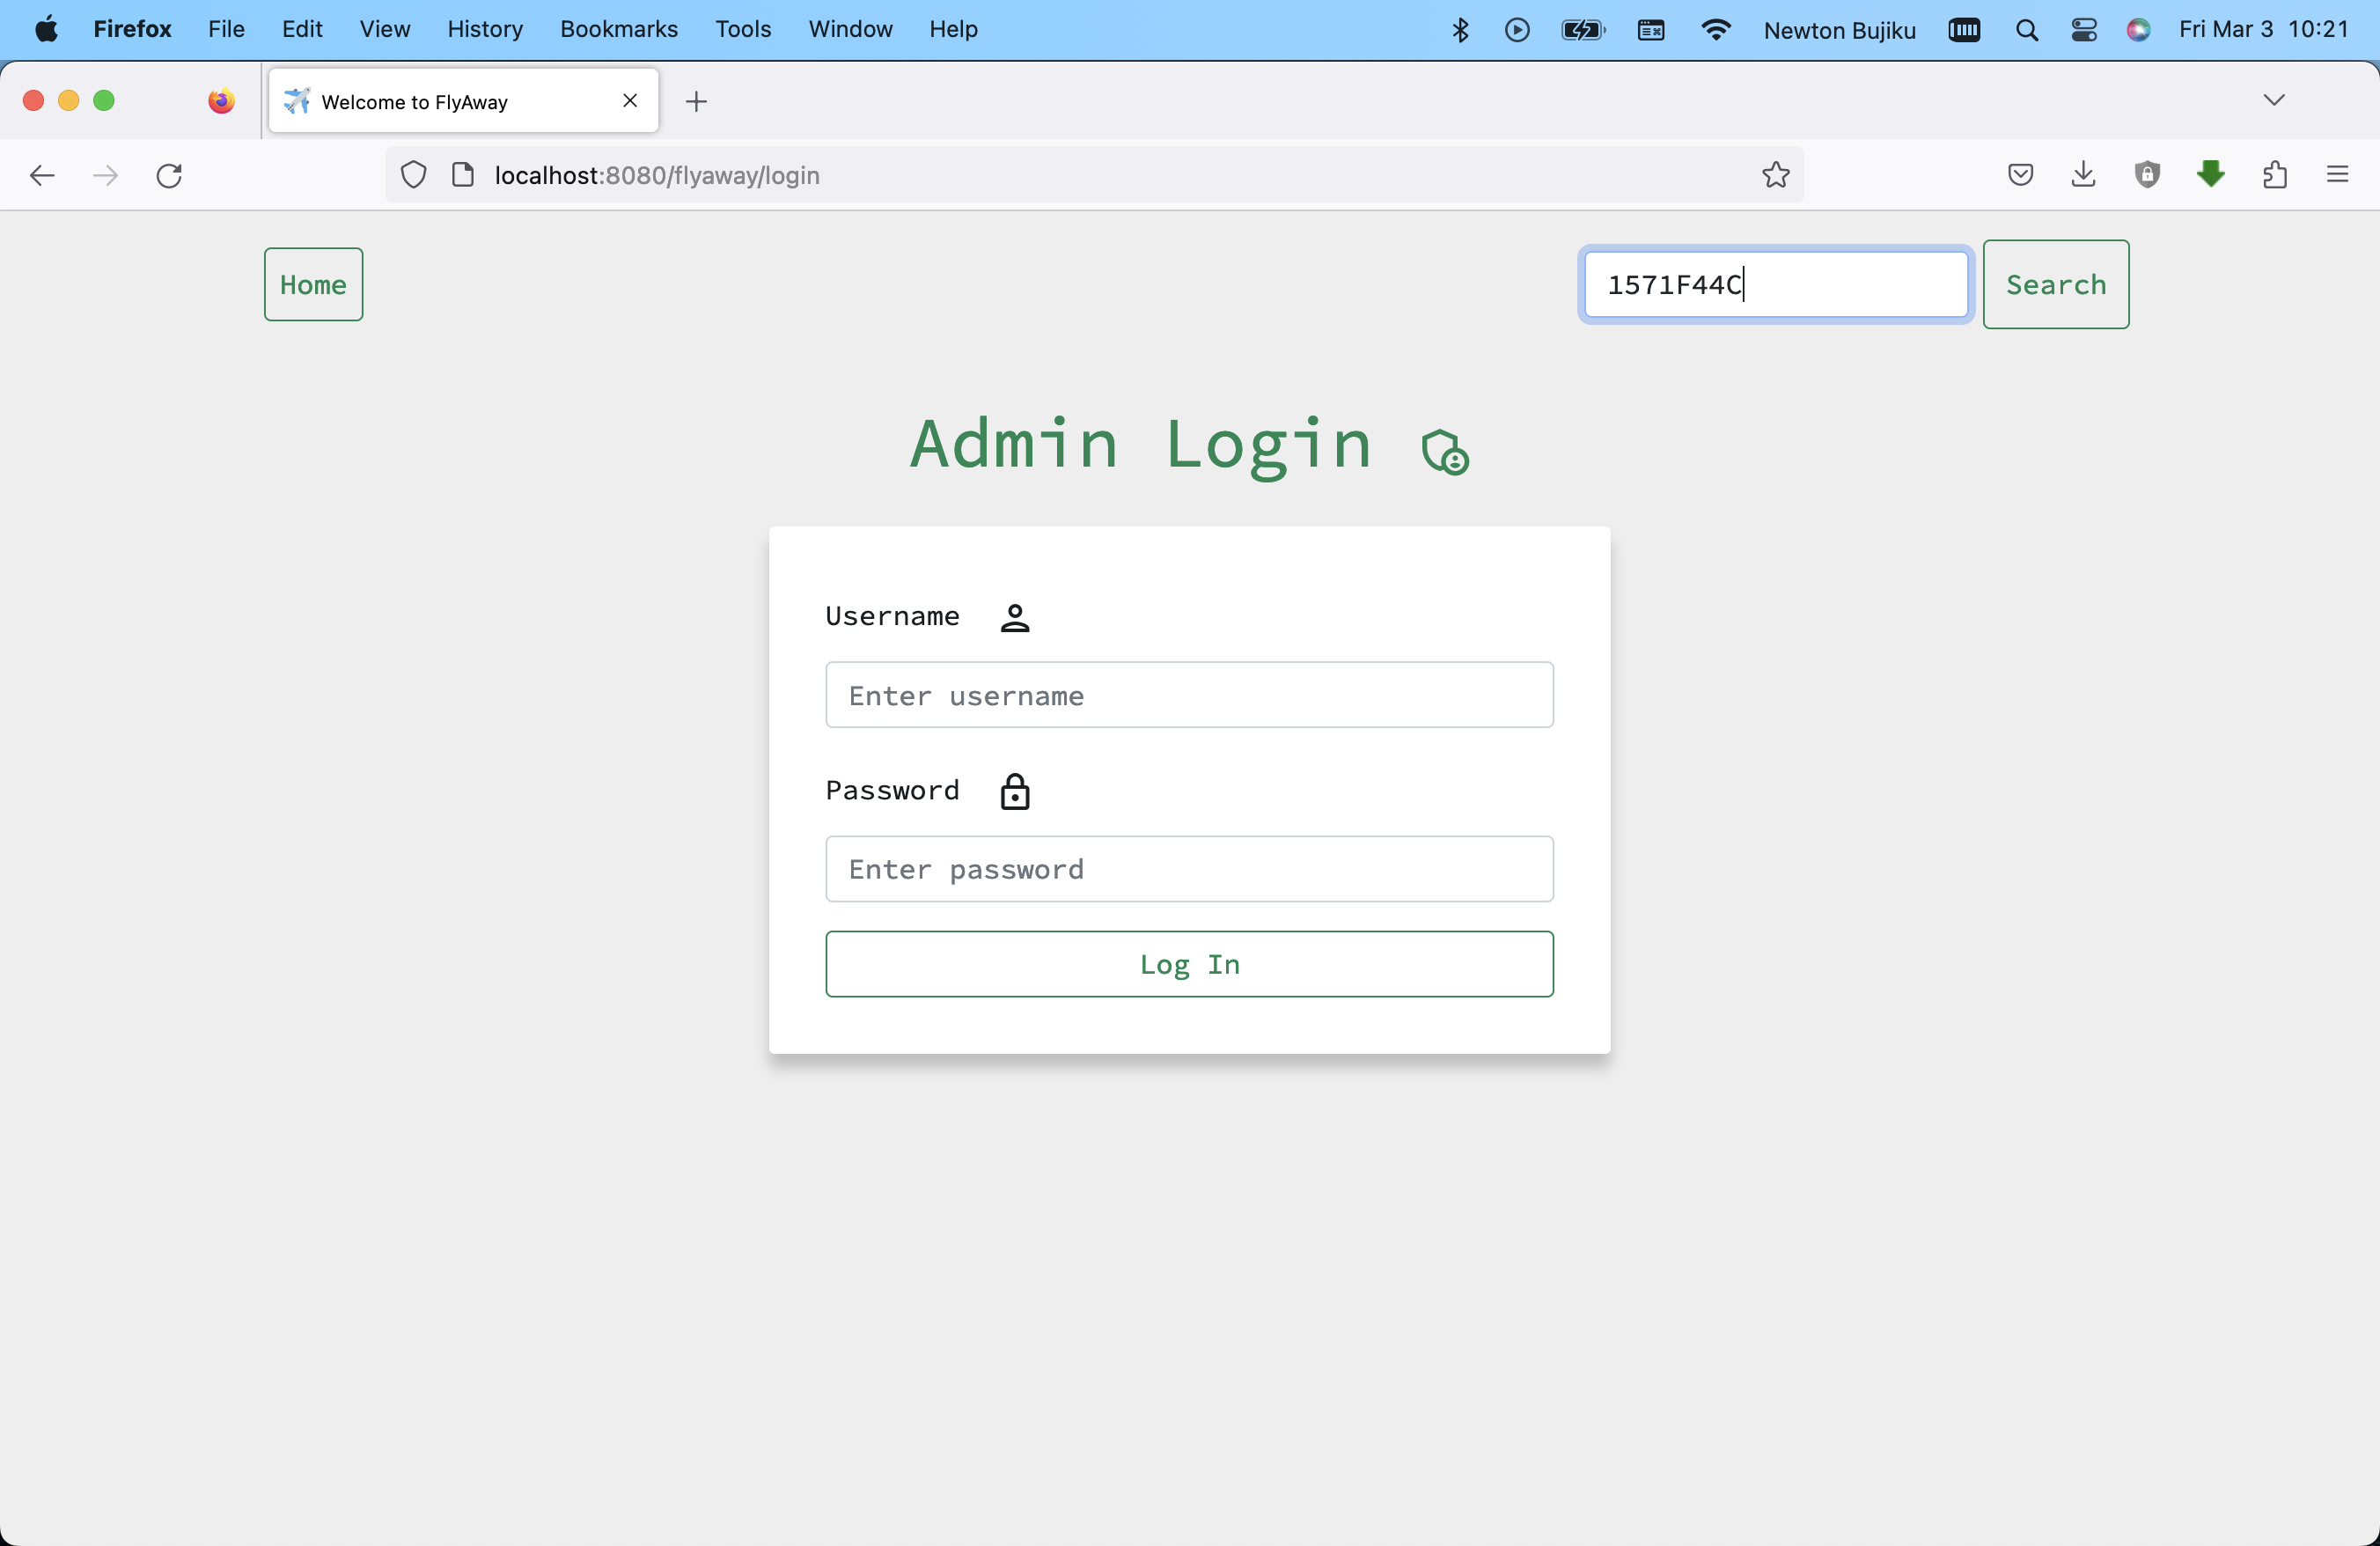 Firefox File Edit View History Bookmarks Tools Window Help Newton Bujiku Fri Mar 3 10:21
Welcome to FlyAway
localhost:8080/flyaway/login
Home 1571F44C Search
Admin Login
Username
Enter username
Password
Enter password
Log In